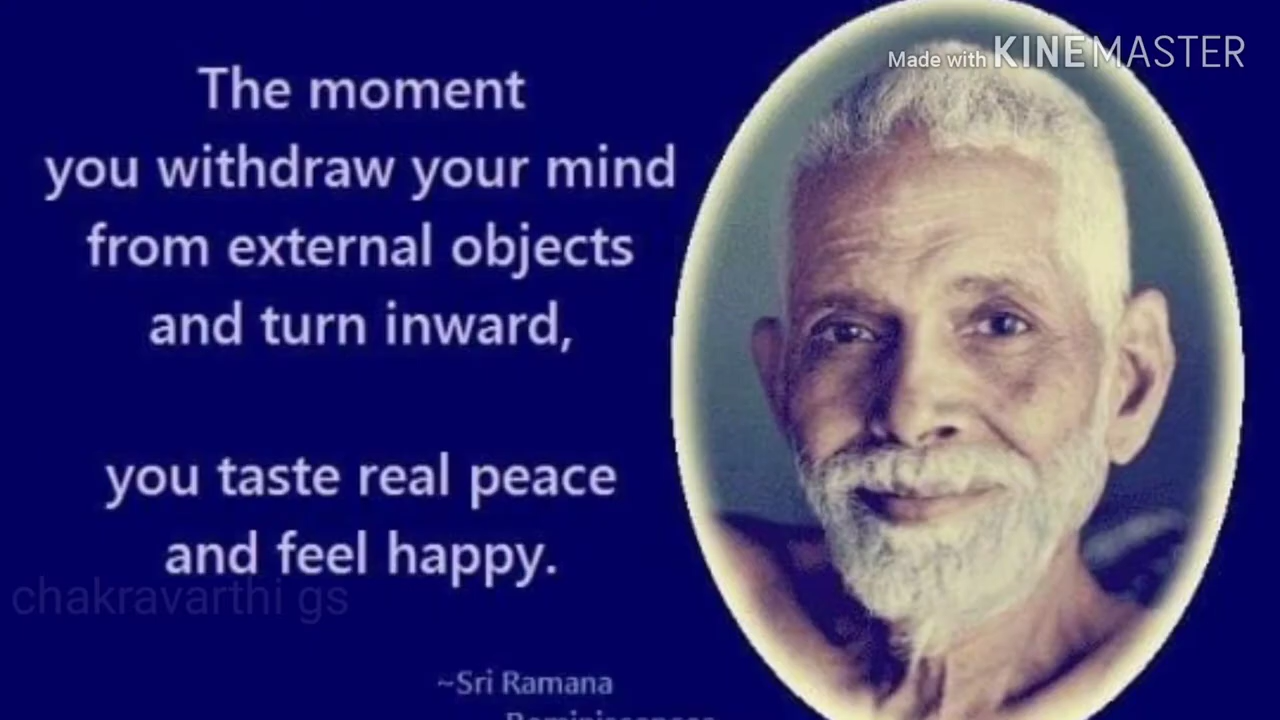 Made with KINEMASTER
The moment
you withdraw your mind
from external objects
and turn inward,
you taste real peace
and feel happy.
chakravarthi gs
~Sri Ramana
Reminiscences